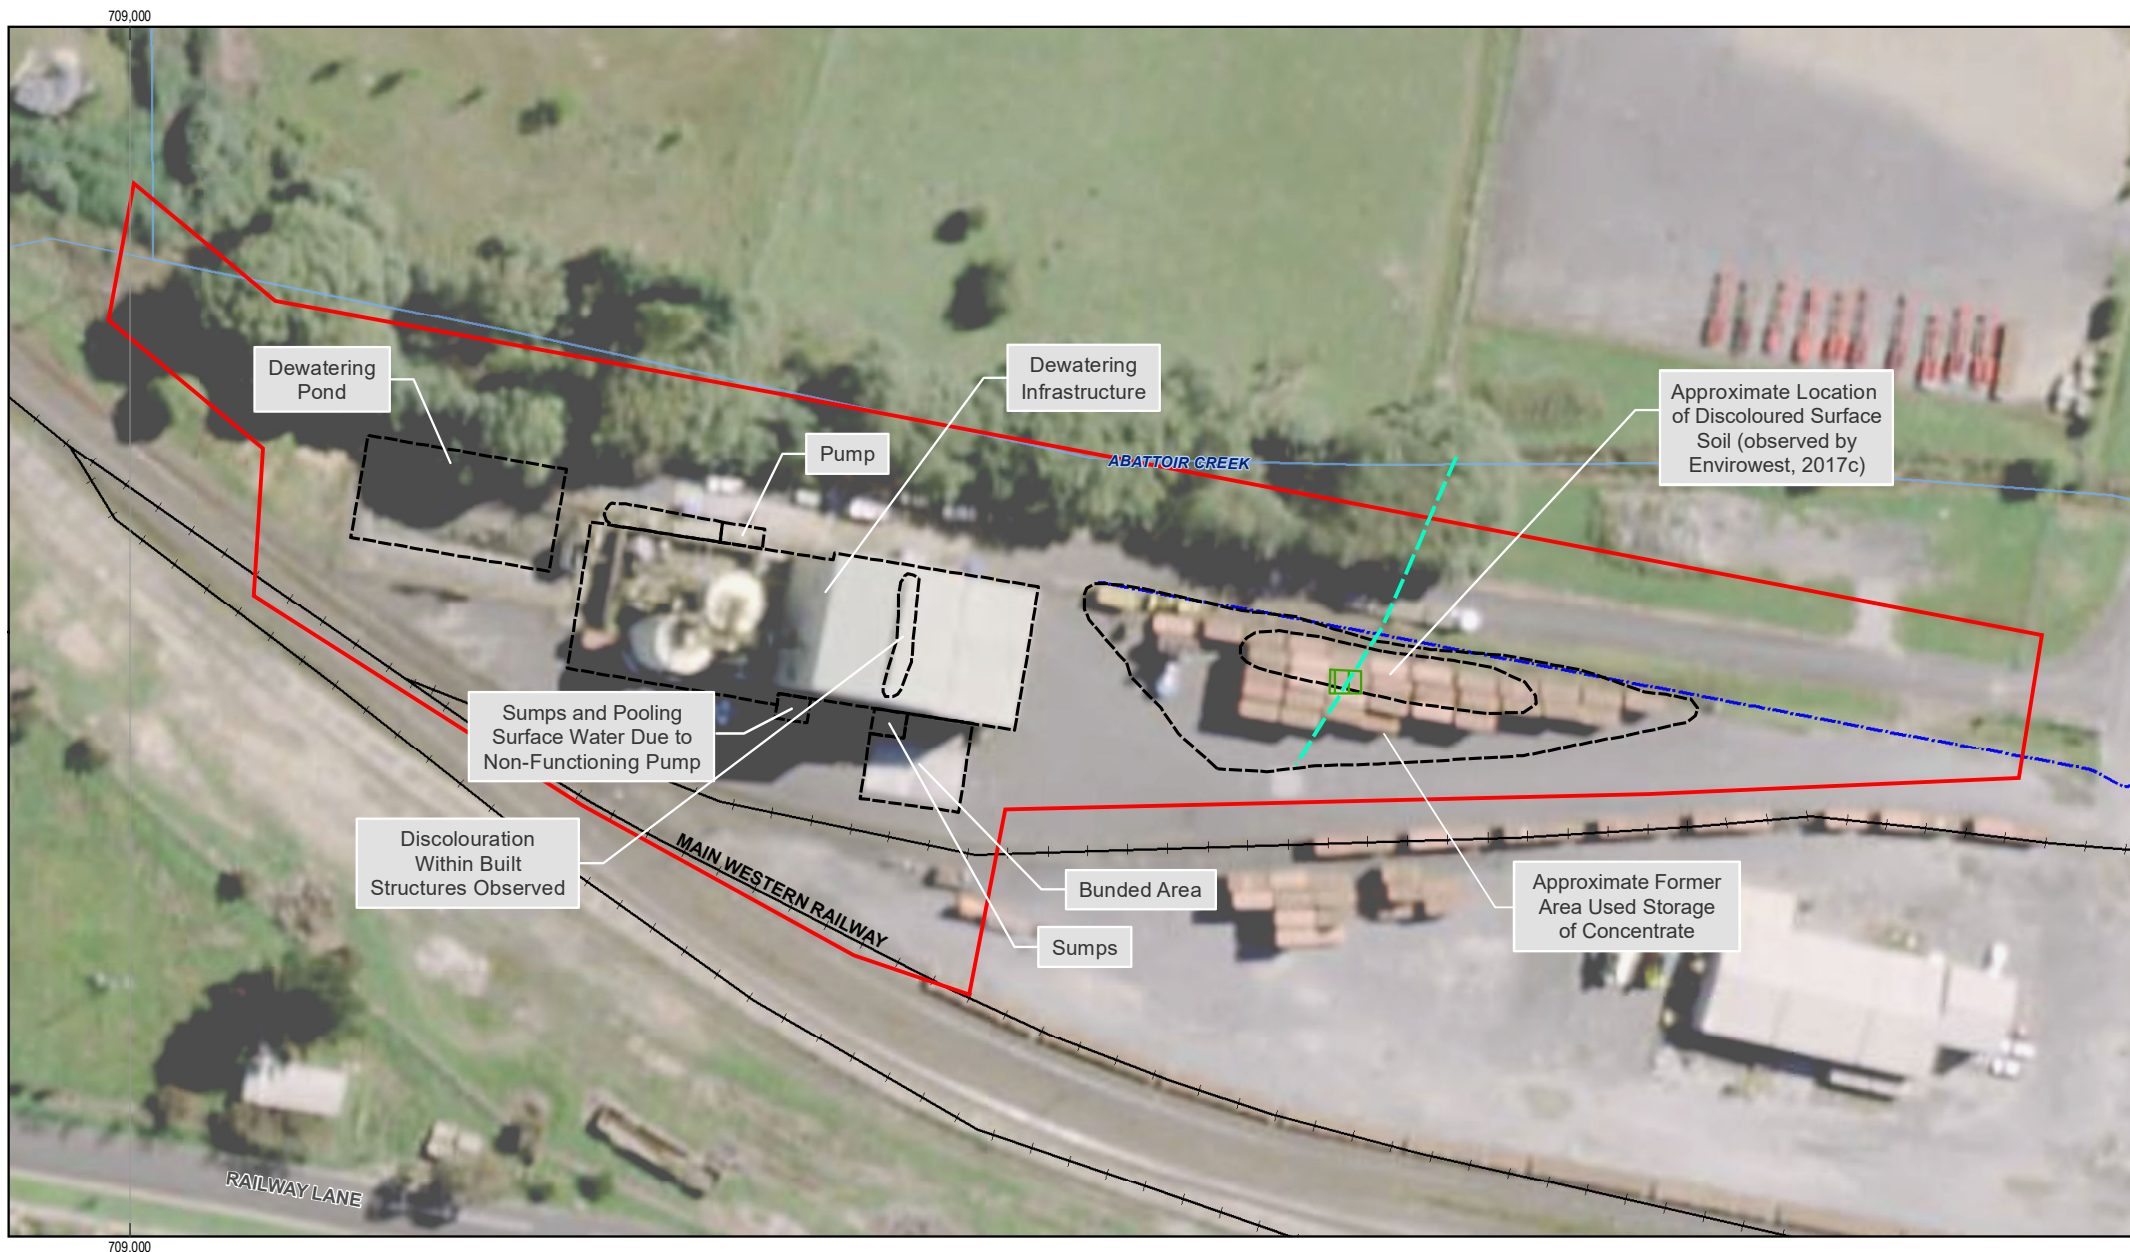 709,000
Dewatering
Pond
Dewatering
Infrastructure
Pump
Approximate Location
of Discoloured Surface
Soil (observed by
Envirowest, 2017c)
ABATTOIR CREEK
Sumps and Pooling
Surface Water Due to
Non-Functioning Pump
Discolouration
Within Built
Structures Observed
MAIN WESTERN RAILWAY
Bunded Area
Sumps
Approximate Former
Area Used Storage
of Concentrate
RAILWAY LANE
709,000